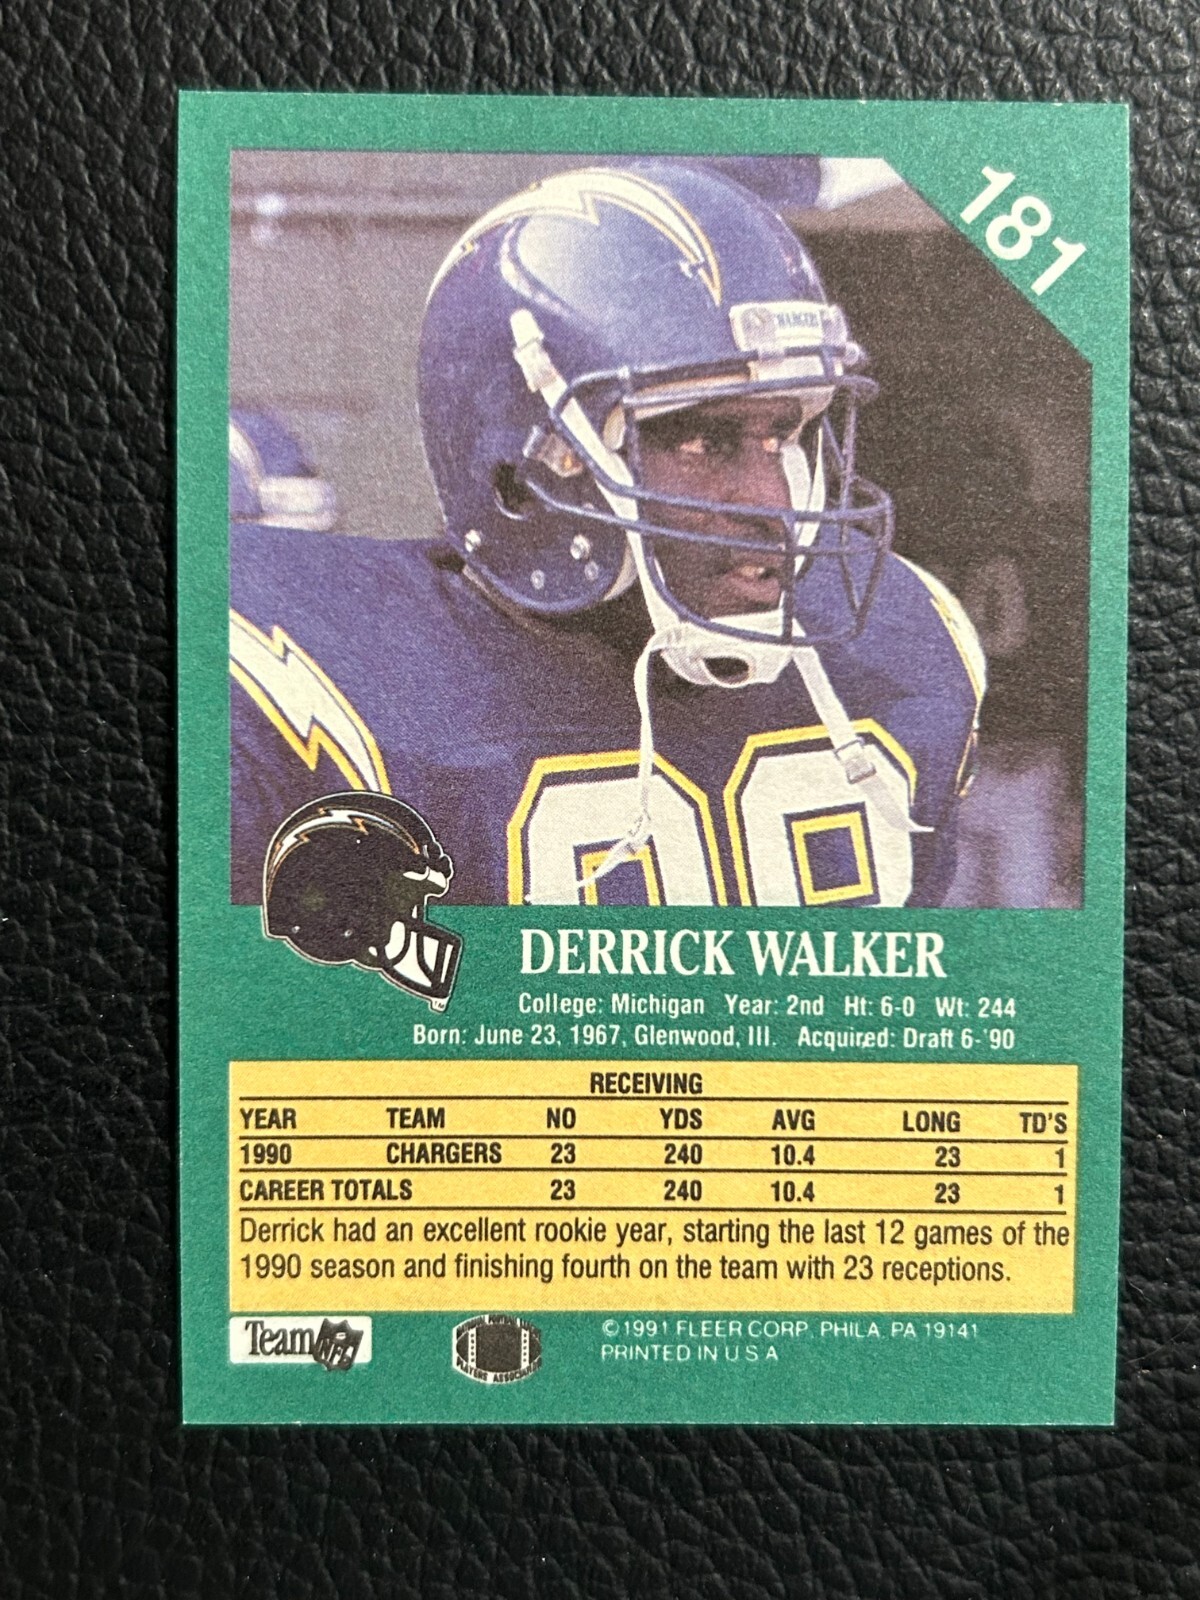 181
CHARGERS
DERRICK WALKER
College: Michigan Year: 2nd Ht: 6-0 Wt: 244
Born: June 23, 1967, Glenwood, Ill. Acquired: Draft 6-'90
RECEIVING
YEAR TEAM NO YDS AVG LONG TD'S
1990 CHARGERS 23 240 10.4 23 1
CAREER TOTALS 23 240 10.4 23 1
Derrick had an excellent rookie year, starting the last 12 games of the
1990 season and finishing fourth on the team with 23 receptions.
Team NFL
PLAYERS
©1991 FLEER CORP. PHILA. PA 19141
PRINTED IN U S A